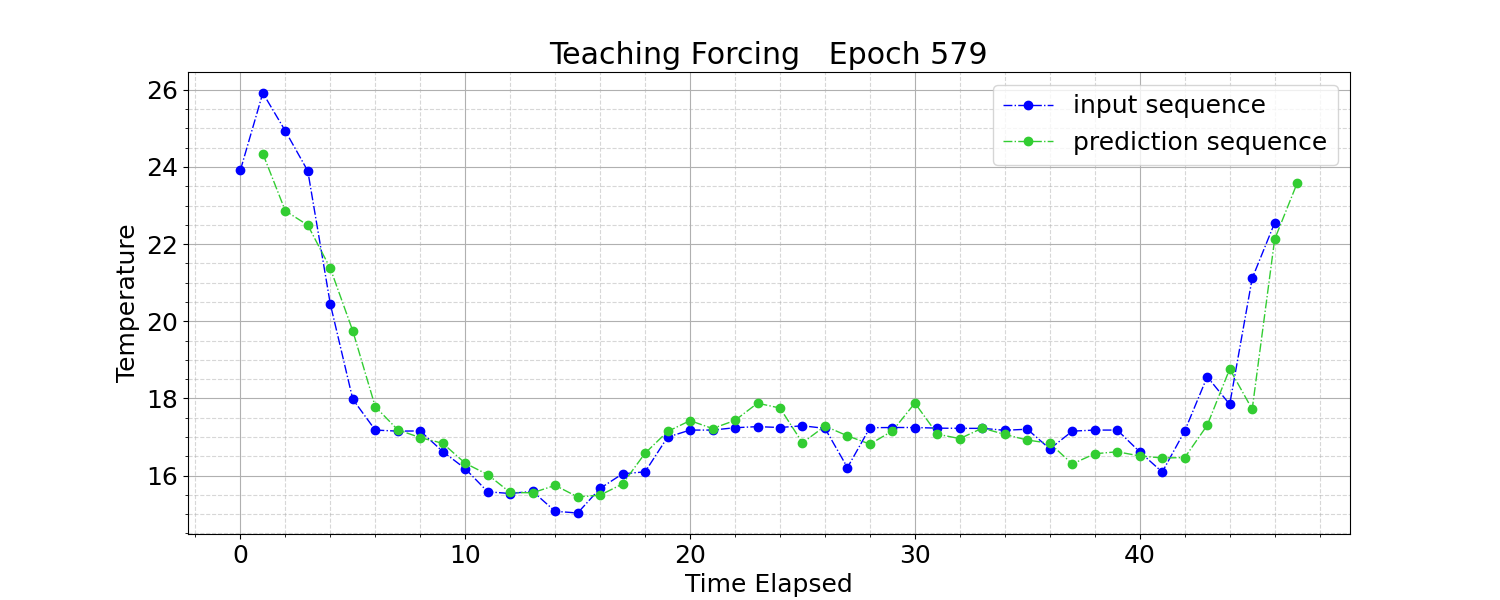 Teaching Forcing   Epoch 579
26
24
22
20
18
16
Temperature
input sequence
prediction sequence
0 10 20 30 40
Time Elapsed